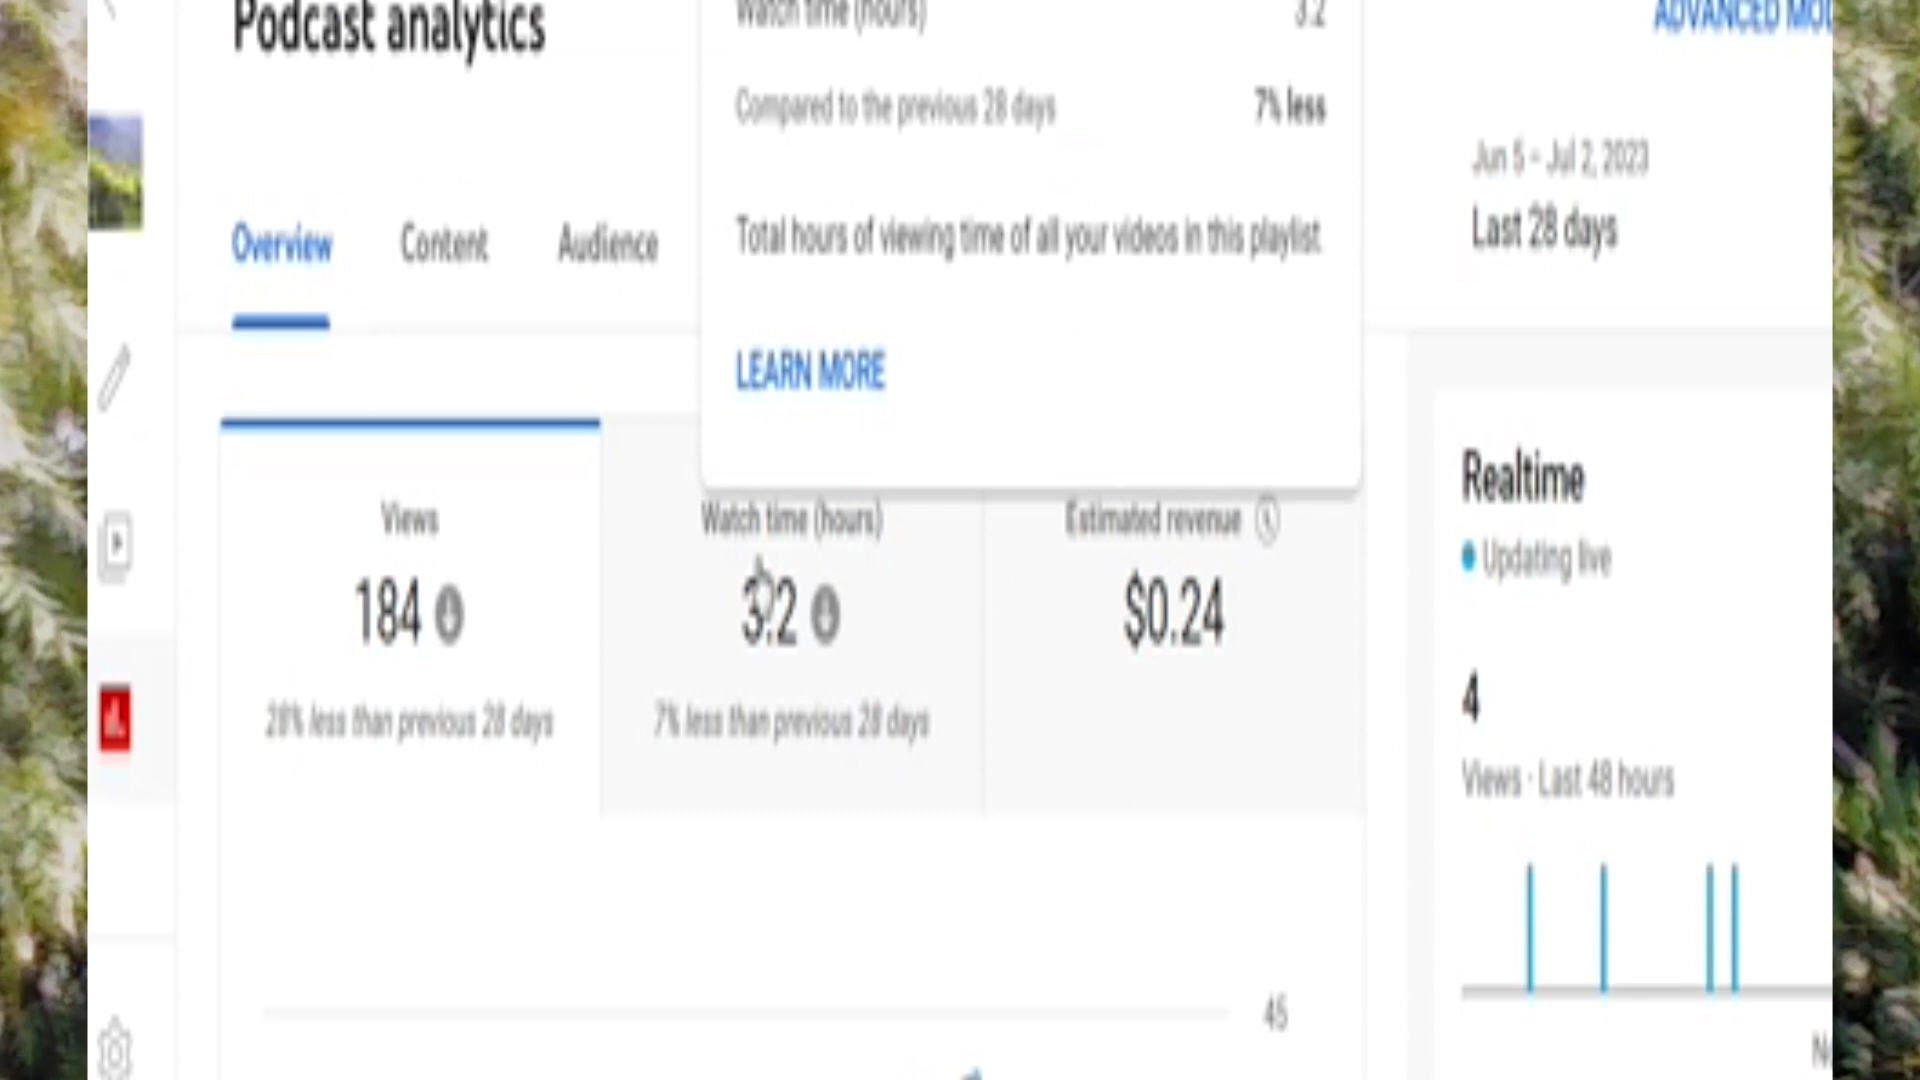 Podcast analytics
Watch time (hours) 3.2
ADVANCED MOD
Compared to the previous 28 days 7% less
Jun 5 – Jul 2, 2023
Last 28 days
Overview Content Audience
Total hours of viewing time of all your videos in this playlist.
LEARN MORE
Realtime
Updating live
Views Watch time (hours) Estimated revenue
184 3.2 $0.24
28% less than previous 28 days 7% less than previous 28 days
4
Views · Last 48 hours
45